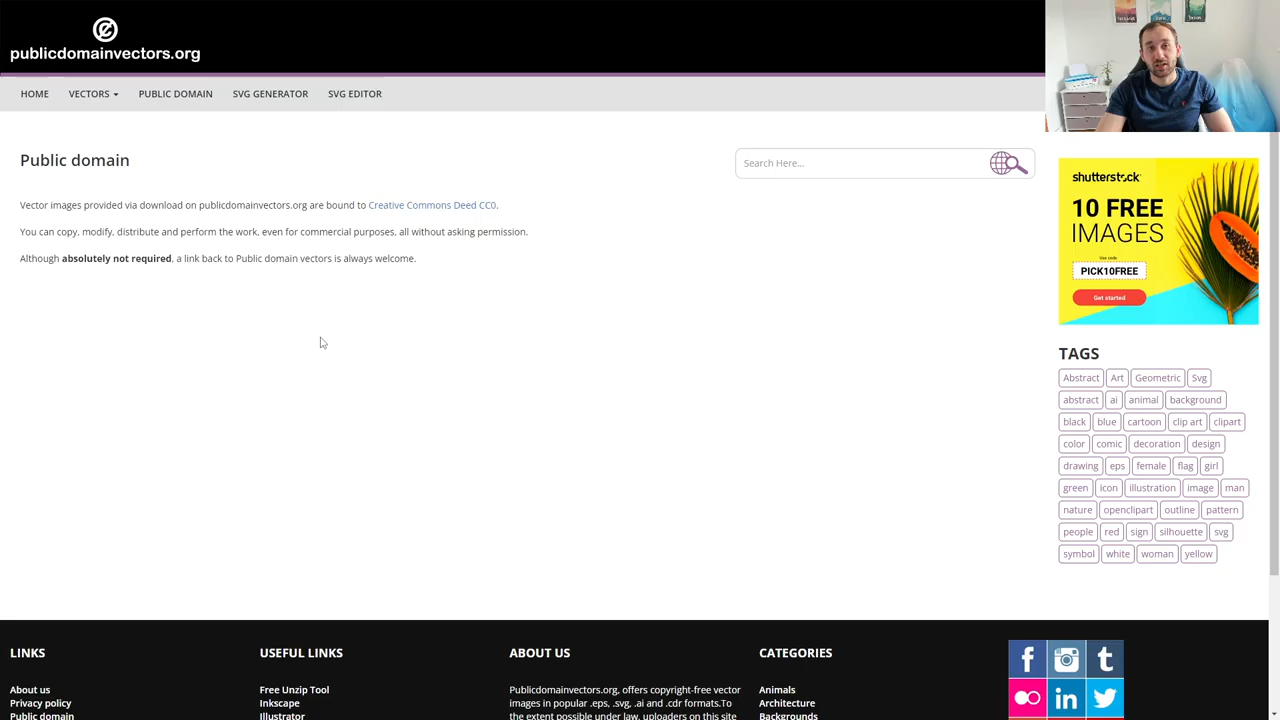 publicdomainvectors.org
HOME
VECTORS
PUBLIC DOMAIN
SVG GENERATOR
SVG EDITOR
Public domain
Search Here...
Vector images provided via download on publicdomainvectors.org are bound to Creative Commons Deed CC0.
You can copy, modify, distribute and perform the work, even for commercial purposes, all without asking permission.
Although absolutely not required, a link back to Public domain vectors is always welcome.
shutterstock
10 FREE
IMAGES
Use code
PICK10FREE
Get started
TAGS
Abstract Art Geometric Svg
abstract ai animal background
black blue cartoon clip art clipart
color comic decoration design
drawing eps female flag girl
green icon illustration image man
nature openclipart outline pattern
people red sign silhouette svg
symbol white woman yellow
LINKS
About us
Privacy policy
Public domain
USEFUL LINKS
Free Unzip Tool
Inkscape
Illustrator
ABOUT US
Publicdomainvectors.org, offers copyright-free vector
images in popular .eps, .svg, .ai and .cdr formats.To
the extent possible under law, uploaders on this site
CATEGORIES
Animals
Architecture
Backgrounds